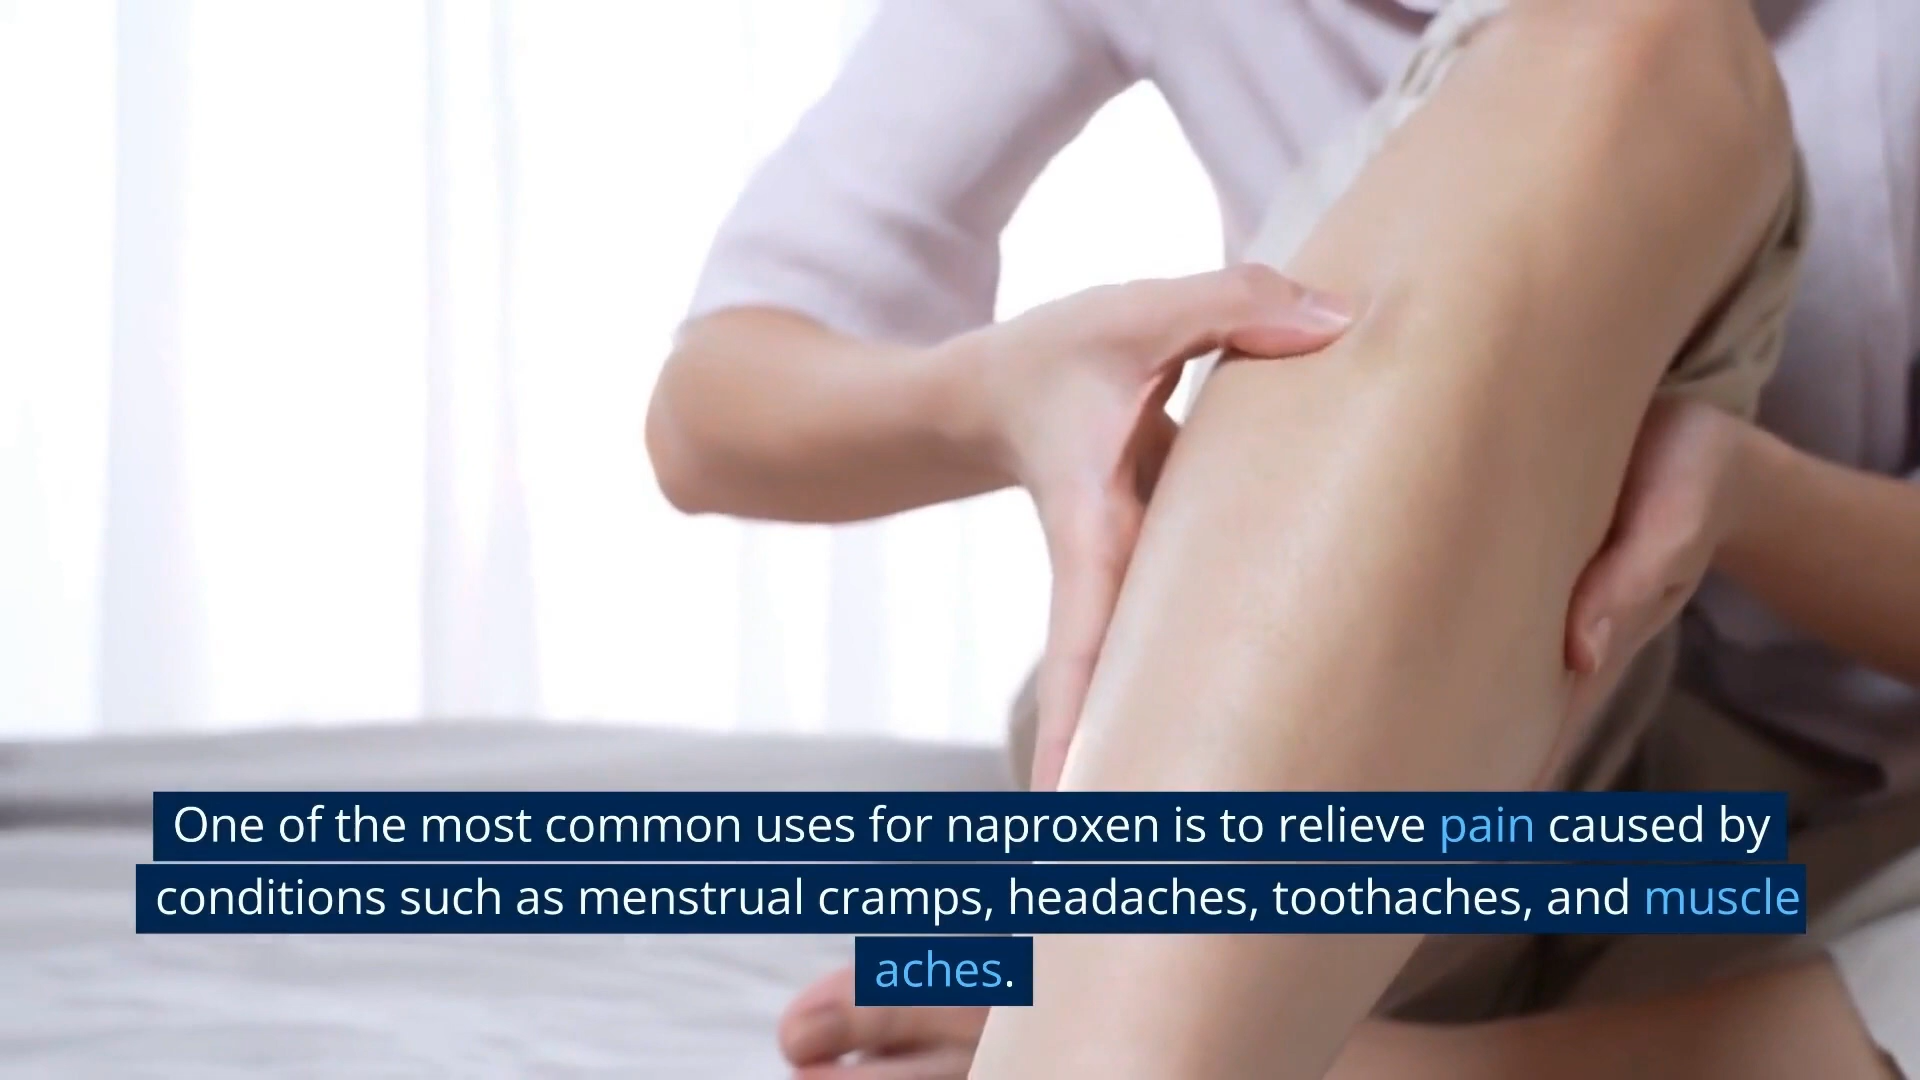 One of the most common uses for naproxen is to relieve pain caused by
conditions such as menstrual cramps, headaches, toothaches, and muscle
aches.